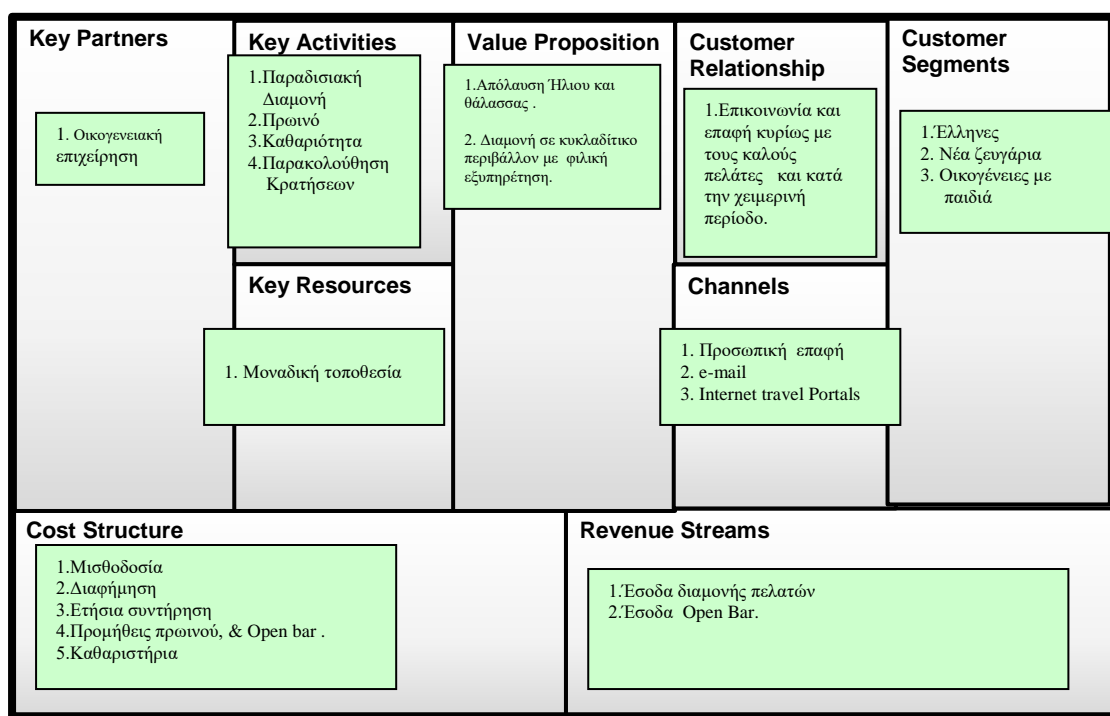 Key Partners
1. Οικογενειακή
επιχείρηση
Key Activities
1.Παραδισιακή
Διαμονή
2.Πρωινό
3.Καθαριότητα
4.Παρακολούθηση
Κρατήσεων
Key Resources
1. Μοναδική τοποθεσία
Value Proposition
1.Απόλαυση Ήλιου και
θάλασσας .
2. Διαμονή σε κυκλαδίτικο
περιβάλλον με φιλική
εξυπηρέτηση.
Customer
Relationship
1.Επικοινωνία και
επαφή κυρίως με
τους καλούς
πελάτες και κατά
την χειμερινή
περίοδο.
Channels
1. Προσωπική επαφή
2. e-mail
3. Internet travel Portals
Customer
Segments
1.Έλληνες
2. Νέα ζευγάρια
3. Οικογένειες με
παιδιά
Cost Structure
1.Μισθοδοσία
2.Διαφήμηση
3.Ετήσια συντήρηση
4.Προμήθεις πρωινού, & Open bar .
5.Καθαριστήρια
Revenue Streams
1.Έσοδα διαμονής πελατών
2.Έσοδα Open Bar.